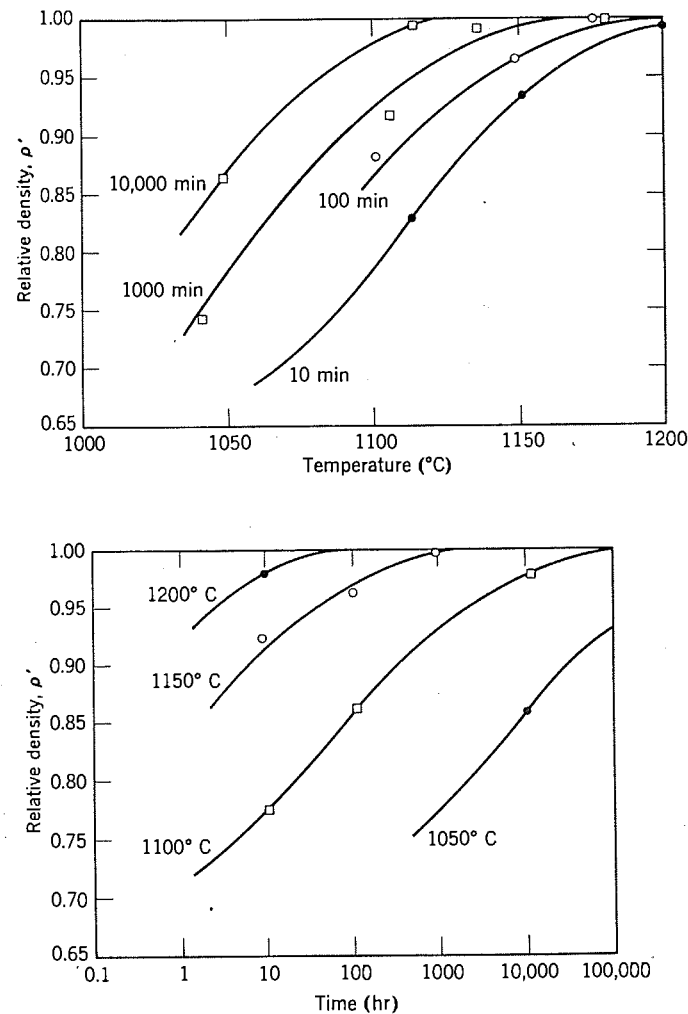 1.00
0.95
0.90
0.85
0.80
0.75
0.70
0.65
Relative density, ρ′
10,000 min
1000 min
100 min
10 min
1000 1050 1100 1150 1200
Temperature (°C)
1.00
0.95
0.90
0.85
0.80
0.75
0.70
0.65
Relative density, ρ′
1200° C
1150° C
1100° C
1050° C
0.1 1 10 100 1000 10,000 100,000
Time (hr)